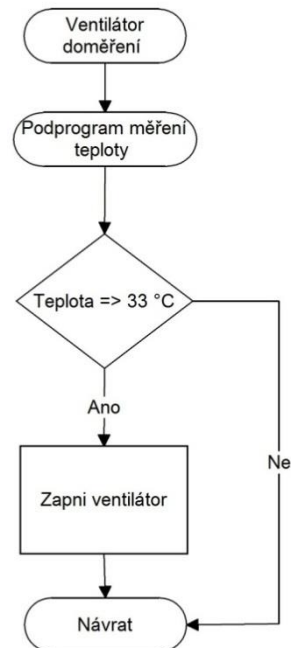 Ventilátor
doměření
Podprogram měření
teploty
Teplota => 33 °C
Ano
Ne
Zapni ventilátor
Návrat